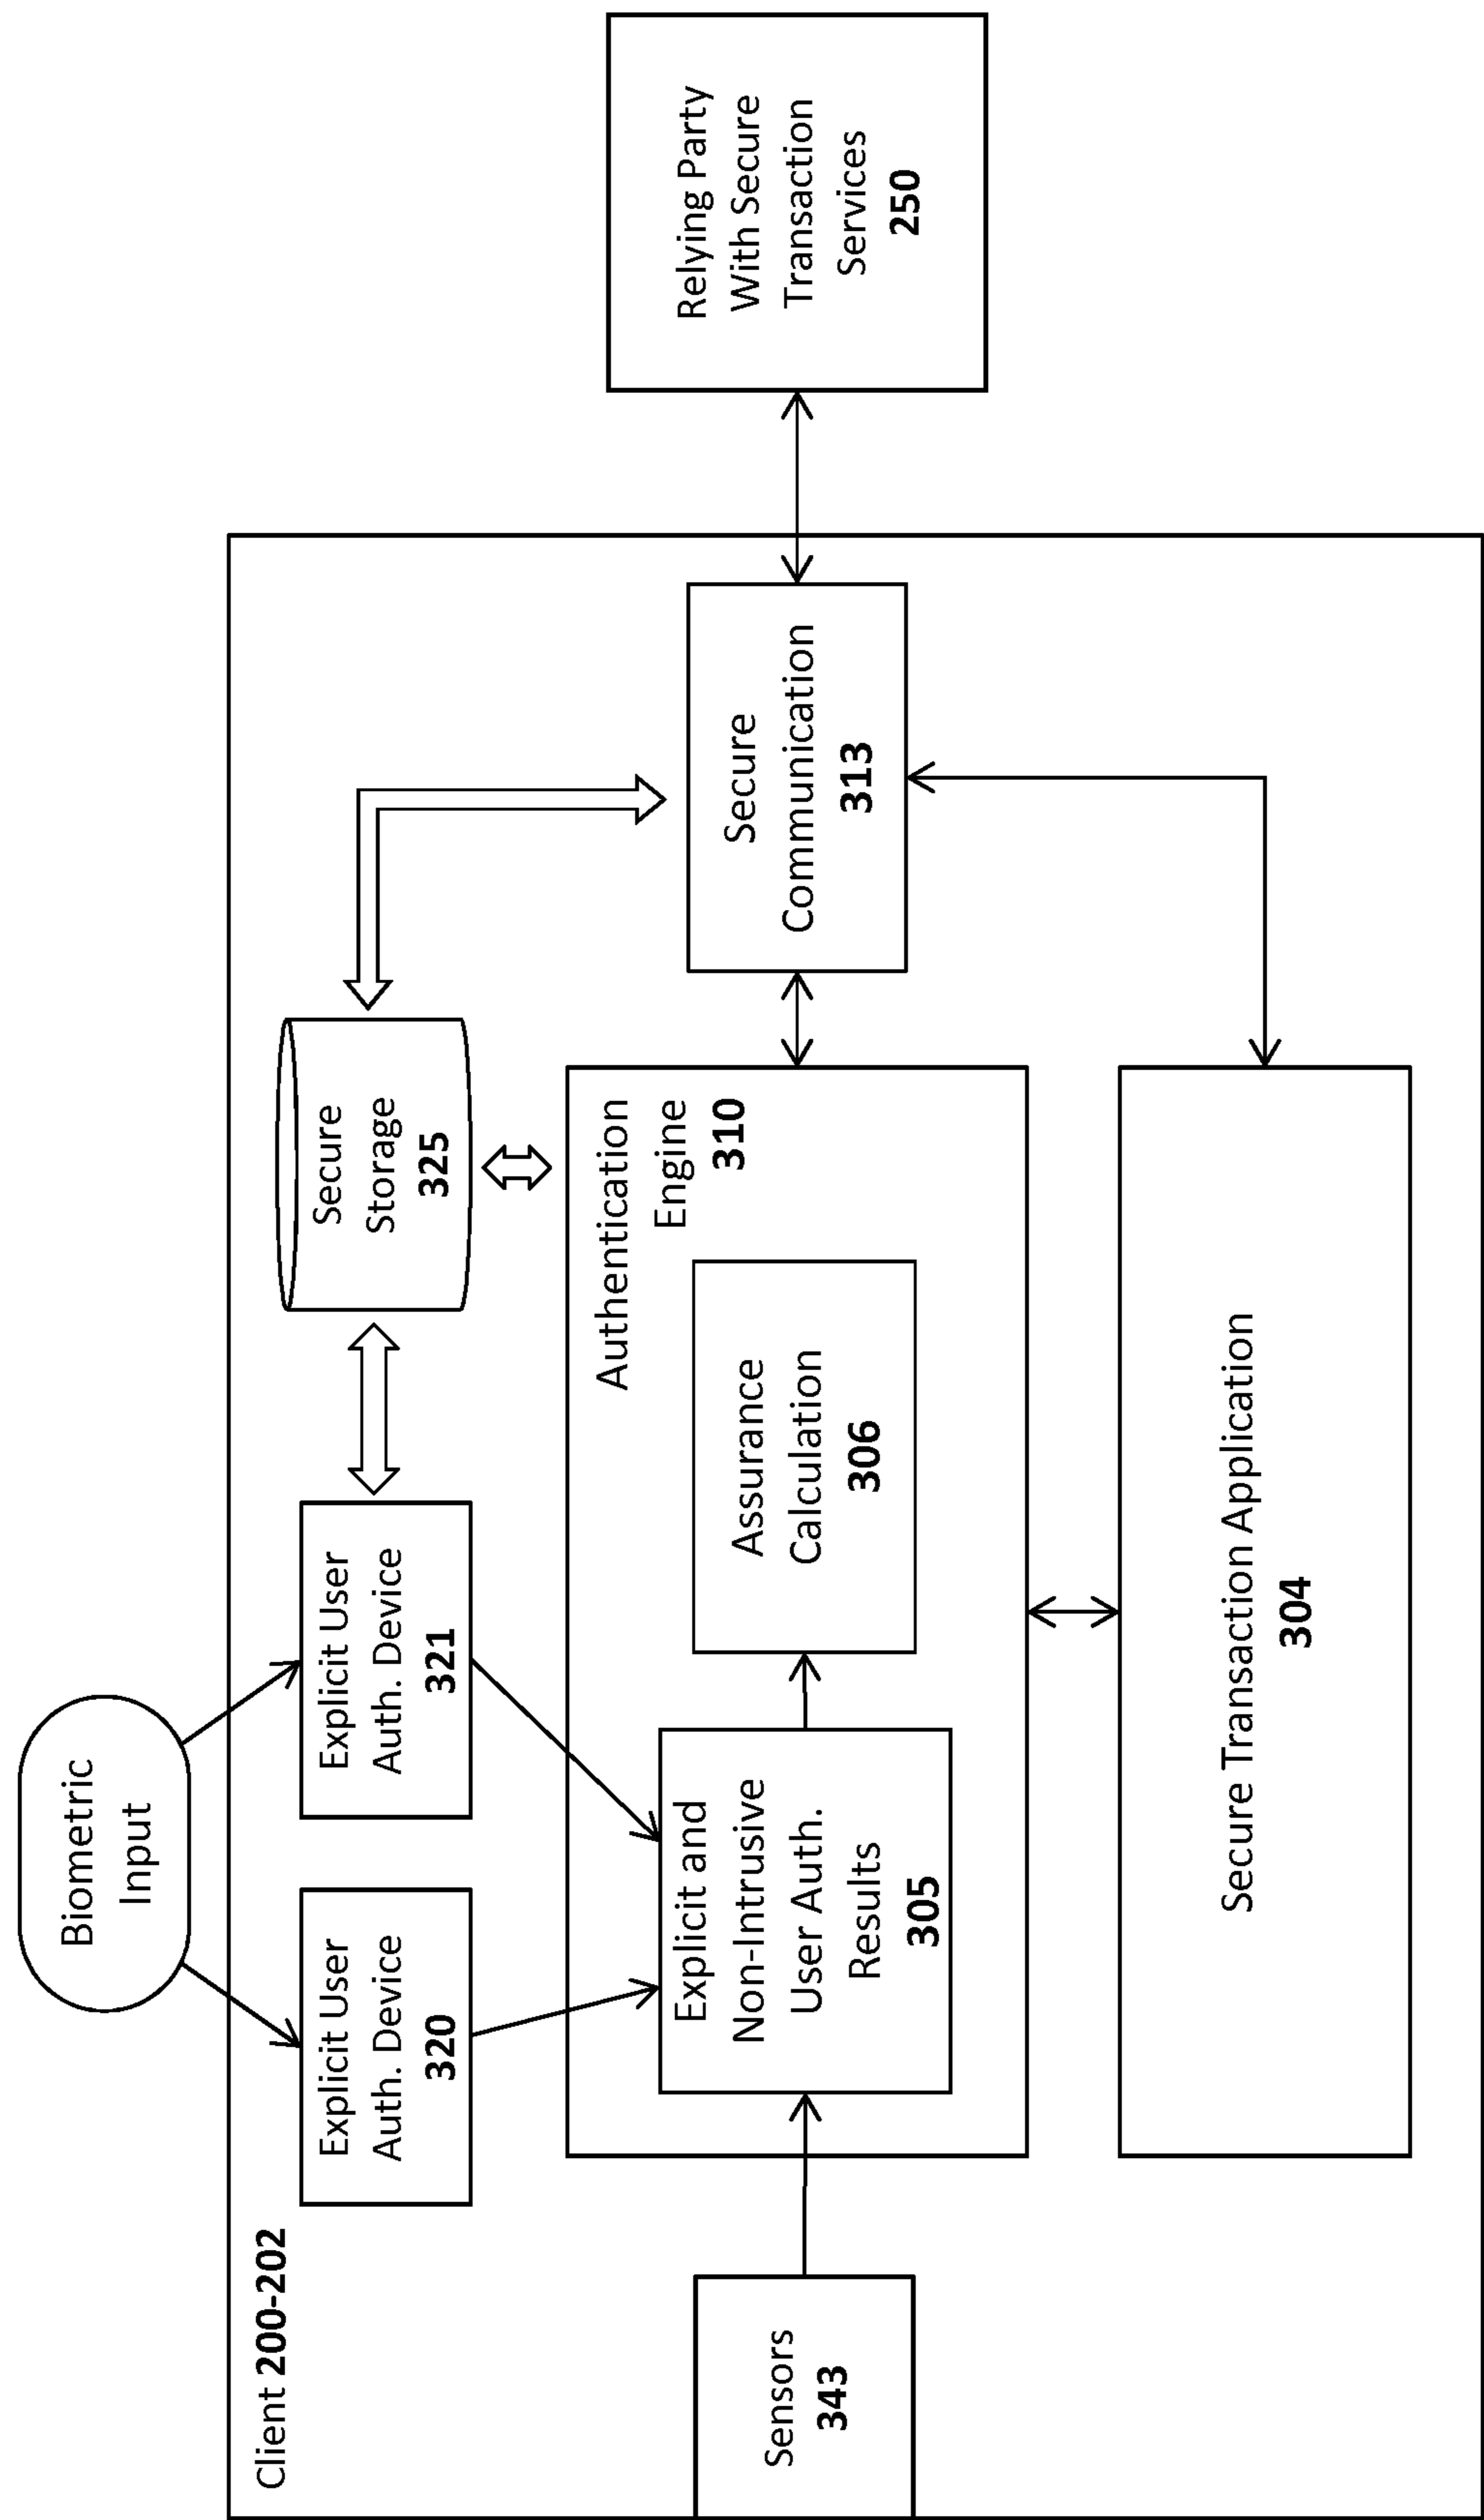 Biometric
Input
Client 200-202
Explicit User
Auth. Device
320
Explicit User
Auth. Device
321
Secure
Storage
325
Sensors
343
Authentication
Engine
310
Explicit and
Non-Intrusive
User Auth.
Results
305
Assurance
Calculation
306
Secure
Communication
313
Relying Party
With Secure
Transaction
Services
250
Secure Transaction Application
304